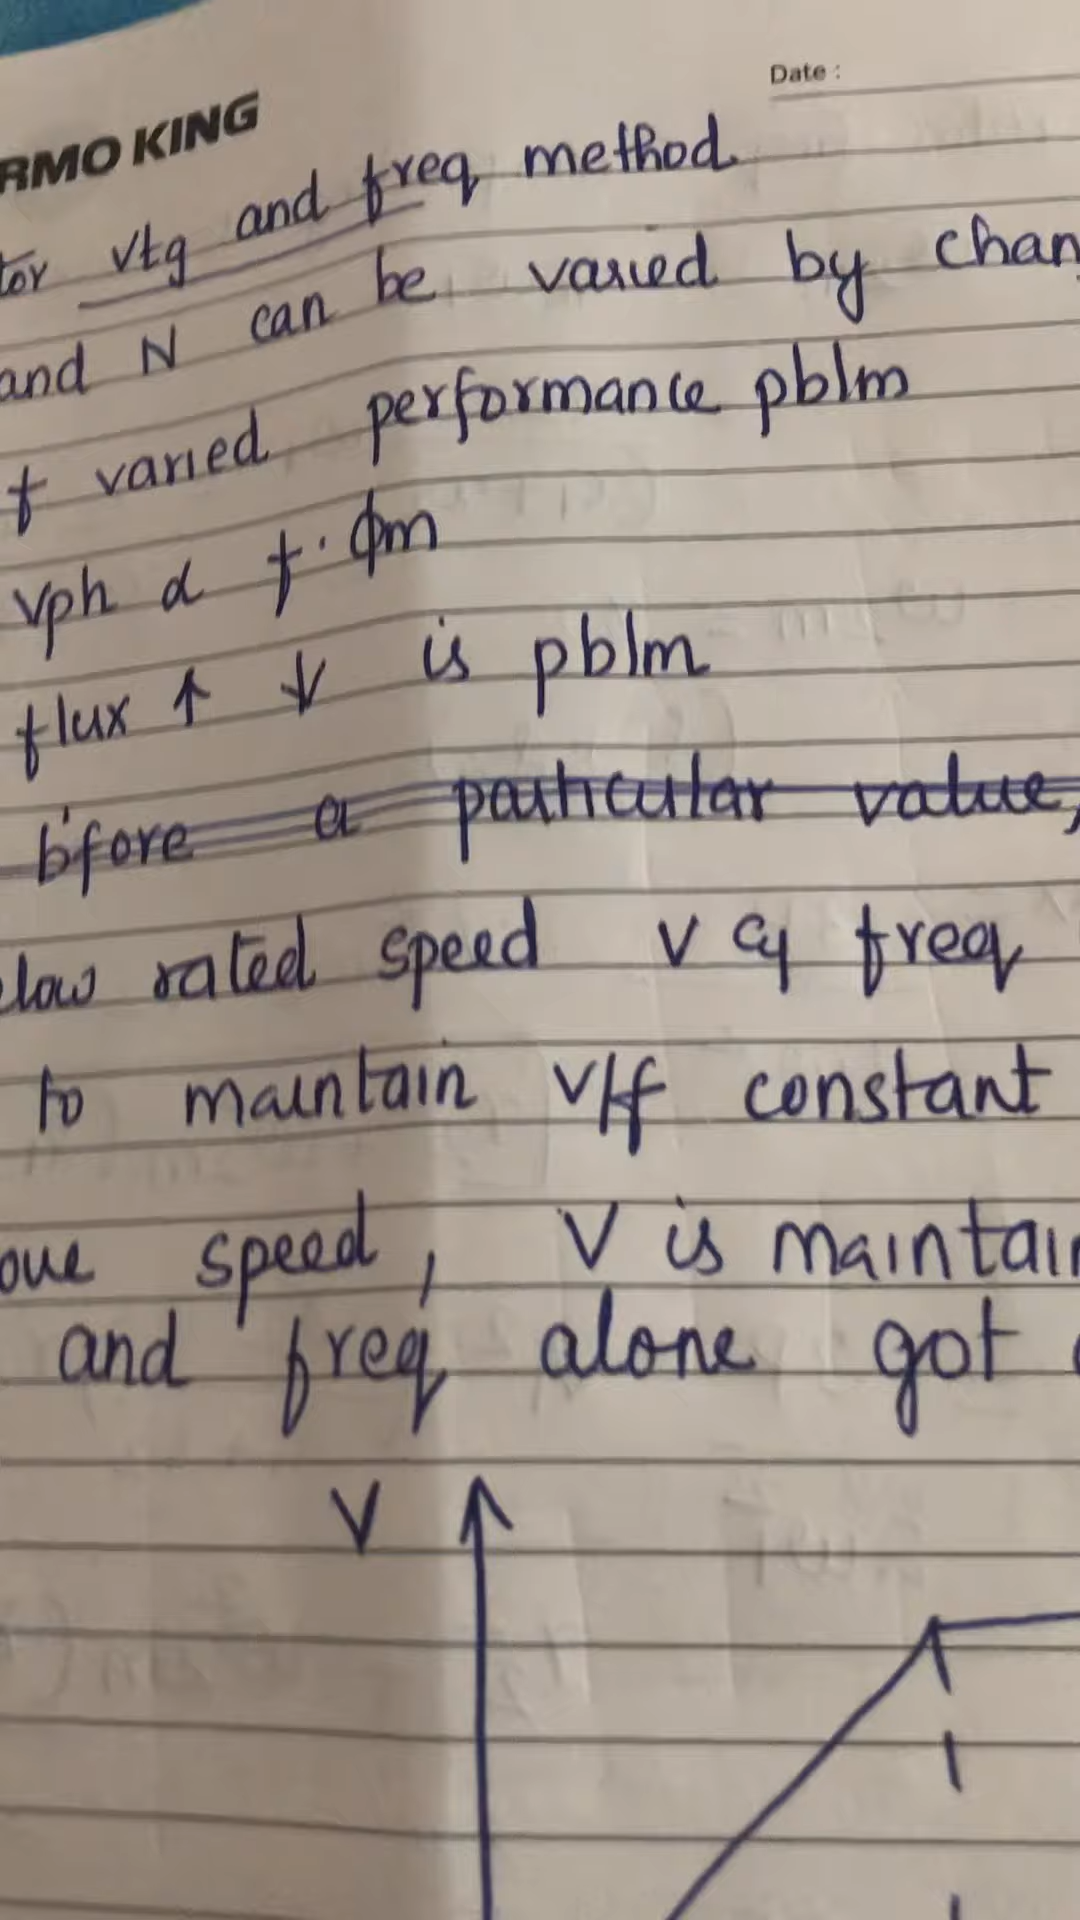 Date :
RMO KING
tor vtg and freq method
and N can be varied by chan
f varied performance pblm
vph α f. ϕm
flux ↑ ↓ is pblm
b'fore a particular value,
low rated speed V freq
to maintain V/f constant
ove speed, V is maintain
and freq alone got
V